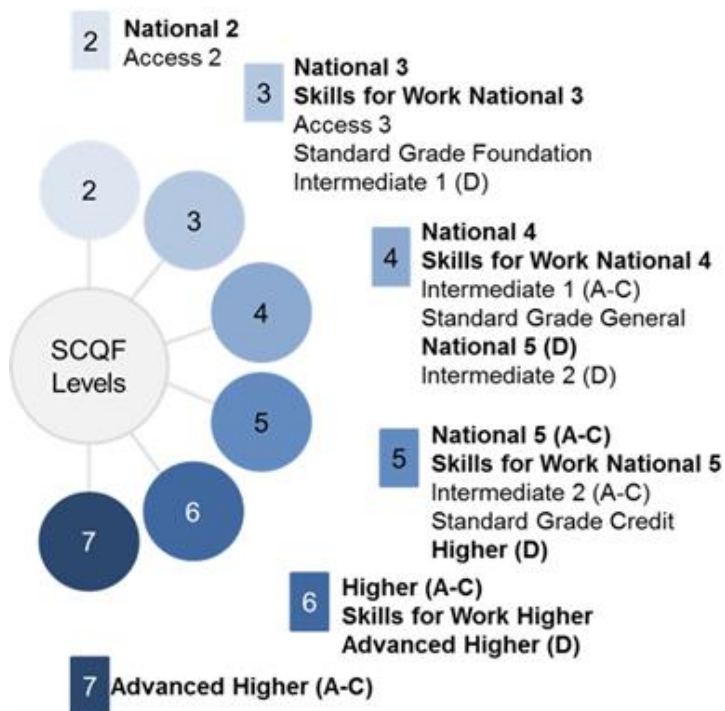 2
National 2
Access 2
3
National 3
Skills for Work National 3
Access 3
Standard Grade Foundation
Intermediate 1 (D)
2
3
4
National 4
Skills for Work National 4
Intermediate 1 (A-C)
Standard Grade General
National 5 (D)
Intermediate 2 (D)
4
SCQF
Levels
5
5
National 5 (A-C)
Skills for Work National 5
Intermediate 2 (A-C)
Standard Grade Credit
Higher (D)
6
7
6
Higher (A-C)
Skills for Work Higher
Advanced Higher (D)
7
Advanced Higher (A-C)